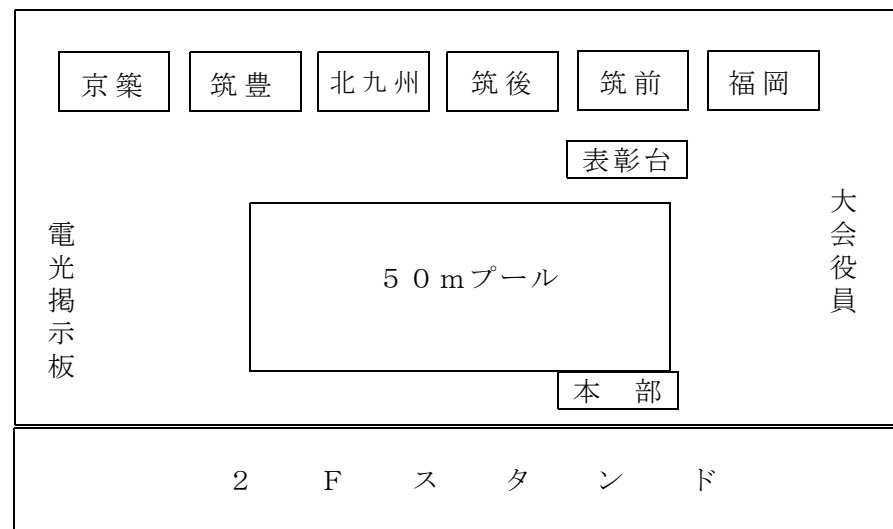 京築 筑豊 北九州 筑後 筑前 福岡
表彰台
電光掲示板
５０ｍプール
大会役員
本　部
２　Ｆ　ス　タ　ン　ド